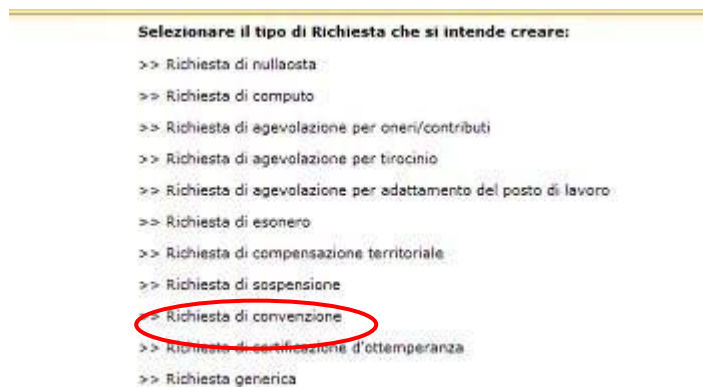 Selezionare il tipo di Richiesta che si intende creare:
>> Richiesta di nullaosta
>> Richiesta di computo
>> Richiesta di agevolazione per oneri/contributi
>> Richiesta di agevolazione per tirocinio
>> Richiesta di agevolazione per adattamento del posto di lavoro
>> Richiesta di esonero
>> Richiesta di compensazione territoriale
>> Richiesta di sospensione
>> Richiesta di convenzione
>> Richiesta di certificazione d'ottemperanza
>> Richiesta generica